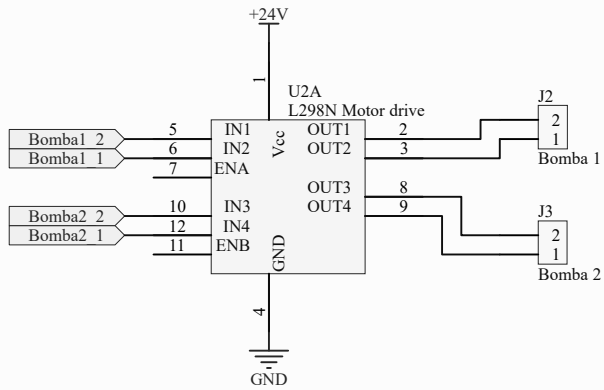 +24V
1
U2A
L298N Motor drive
J2
Bomba1_2 5 IN1 Vcc OUT1 2 2
Bomba1_1 6 IN2 OUT2 3 1
7 ENA Bomba 1
OUT3 8
Bomba2_2 10 IN3 OUT4 9 J3
Bomba2_1 12 IN4 2
11 ENB GND 1
Bomba 2
4
GND